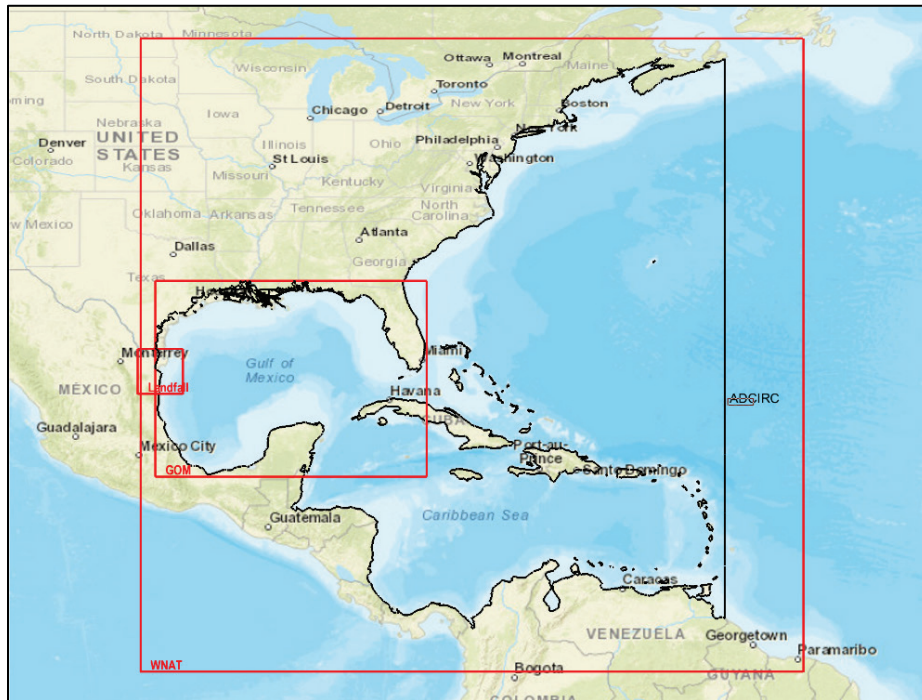 North Dakota
Minnesota
Ottawa
Montreal
Maine
Wisconsin
South Dakota
Toronto
Iowa
Chicago
Detroit
New York
Boston
Nebraska
Denver
UNITED
STATES
Illinois
Ohio
Philadelphia
New York
Colorado
Kansas
St Louis
Washington
Missouri
Kentucky
Virginia
Oklahoma
Arkansas
Tennessee
North
Carolina
New Mexico
Dallas
Atlanta
Georgia
Texas
Monterrey
Landfall
Gulf of
Mexico
Miami
MÉXICO
Havana
CUBA
ADCIRC
Guadalajara
Mexico City
GOM
Port-au-
Prince
Santo Domingo
Guatemala
Caribbean Sea
Caracas
VENEZUELA
Georgetown
Paramaribo
WNAT
Bogota
GUYANA
COLOMBIA